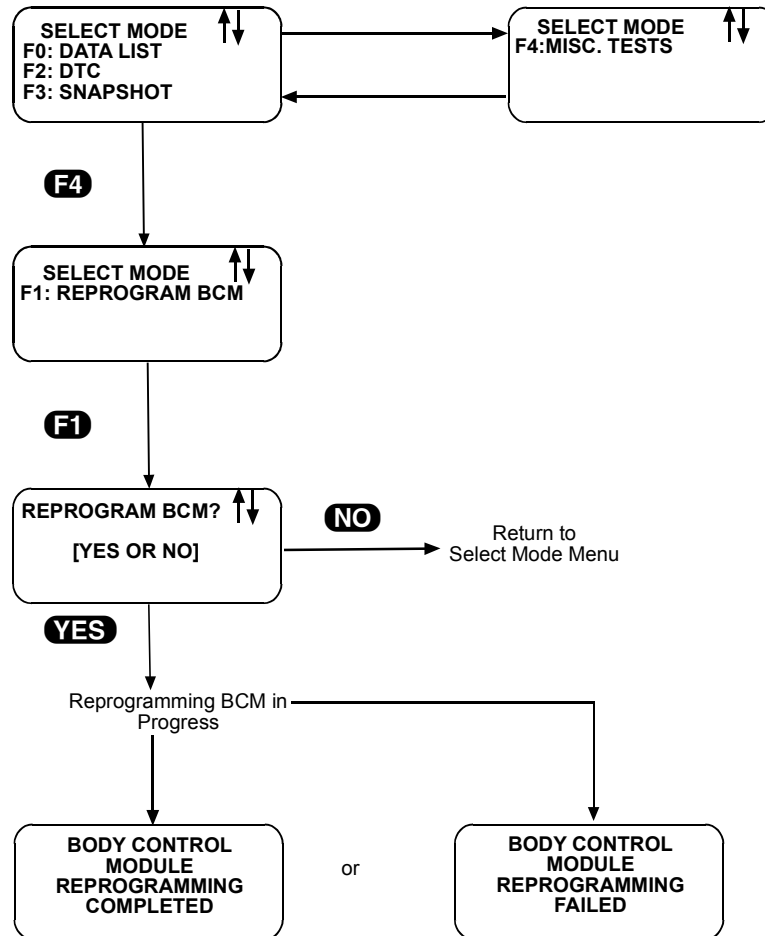 SELECT MODE
F0: DATA LIST
F2: DTC
F3: SNAPSHOT
SELECT MODE
F4:MISC. TESTS
F4
SELECT MODE
F1: REPROGRAM BCM
F1
REPROGRAM BCM?
[YES OR NO]
NO
Return to
Select Mode Menu
YES
Reprogramming BCM in
Progress
BODY CONTROL
MODULE
REPROGRAMMING
COMPLETED
or
BODY CONTROL
MODULE
REPROGRAMMING
FAILED